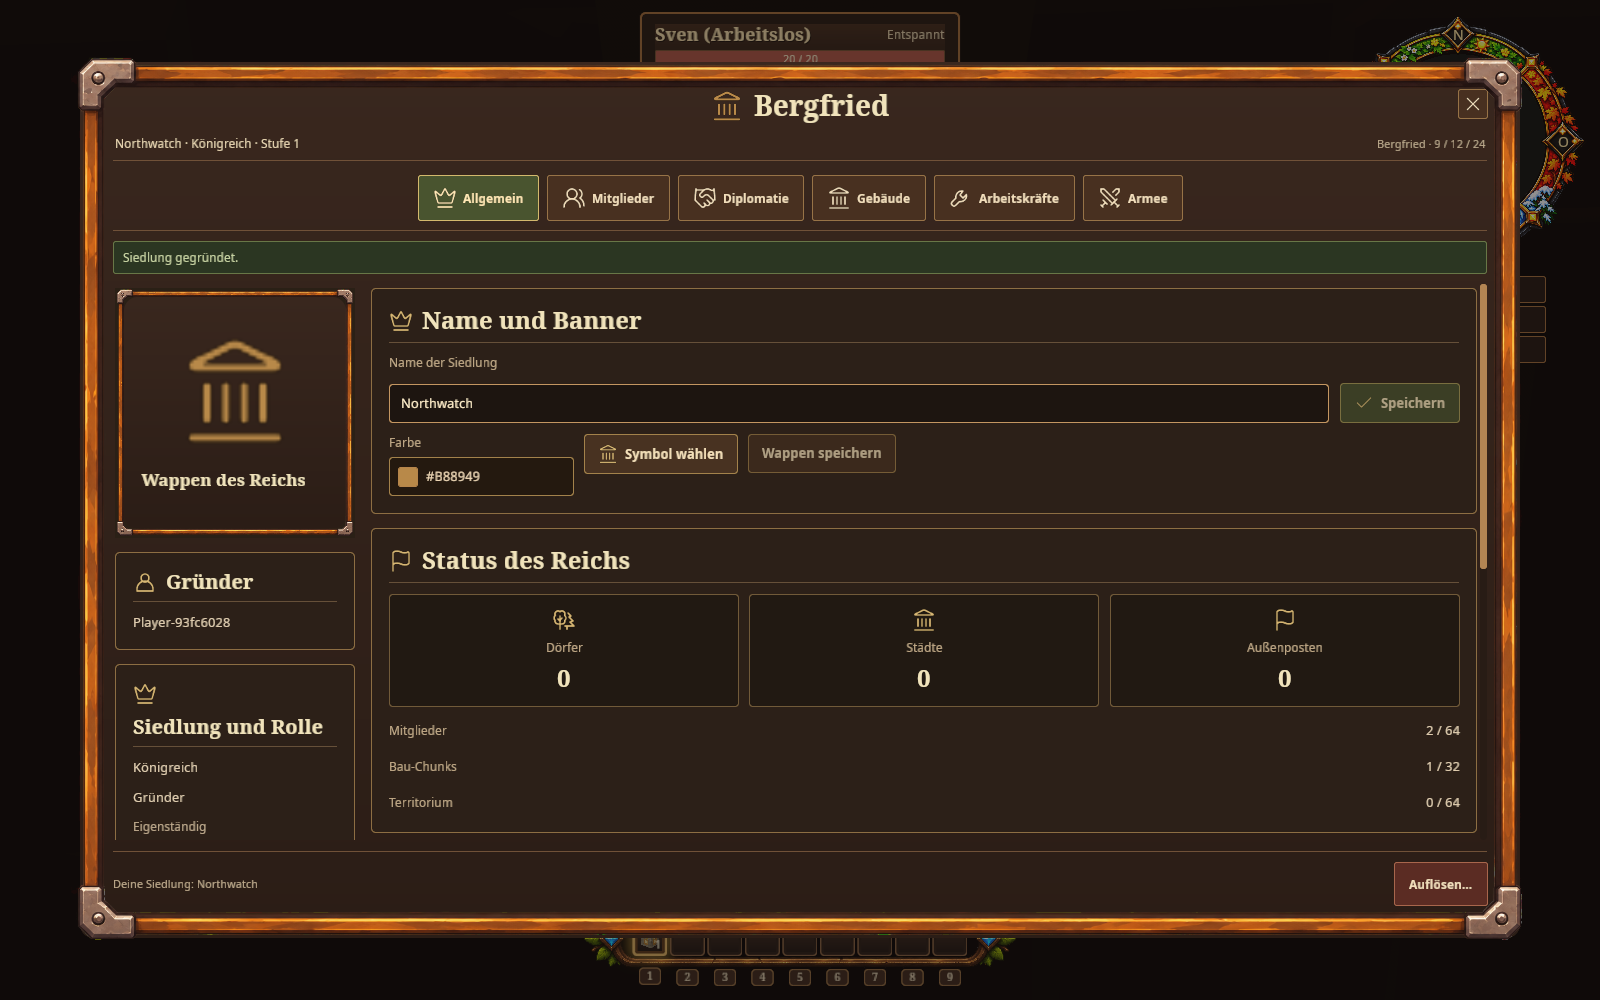 Sven (Arbeitslos) Entspannt
20 / 20
N
O
Bergfried
Northwatch · Königreich · Stufe 1
Bergfried · 9 / 12 / 24
Allgemein
Mitglieder
Diplomatie
Gebäude
Arbeitskräfte
Armee
Siedlung gegründet.
Wappen des Reichs
Gründer
Player-93fc6028
Siedlung und Rolle
Königreich
Gründer
Eigenständig
Name und Banner
Name der Siedlung
Northwatch
Speichern
Farbe
#B88949
Symbol wählen
Wappen speichern
Status des Reichs
Dörfer
0
Städte
0
Außenposten
0
Mitglieder 2 / 64
Bau-Chunks 1 / 32
Territorium 0 / 64
Deine Siedlung: Northwatch
Auflösen...
1 2 3 4 5 6 7 8 9